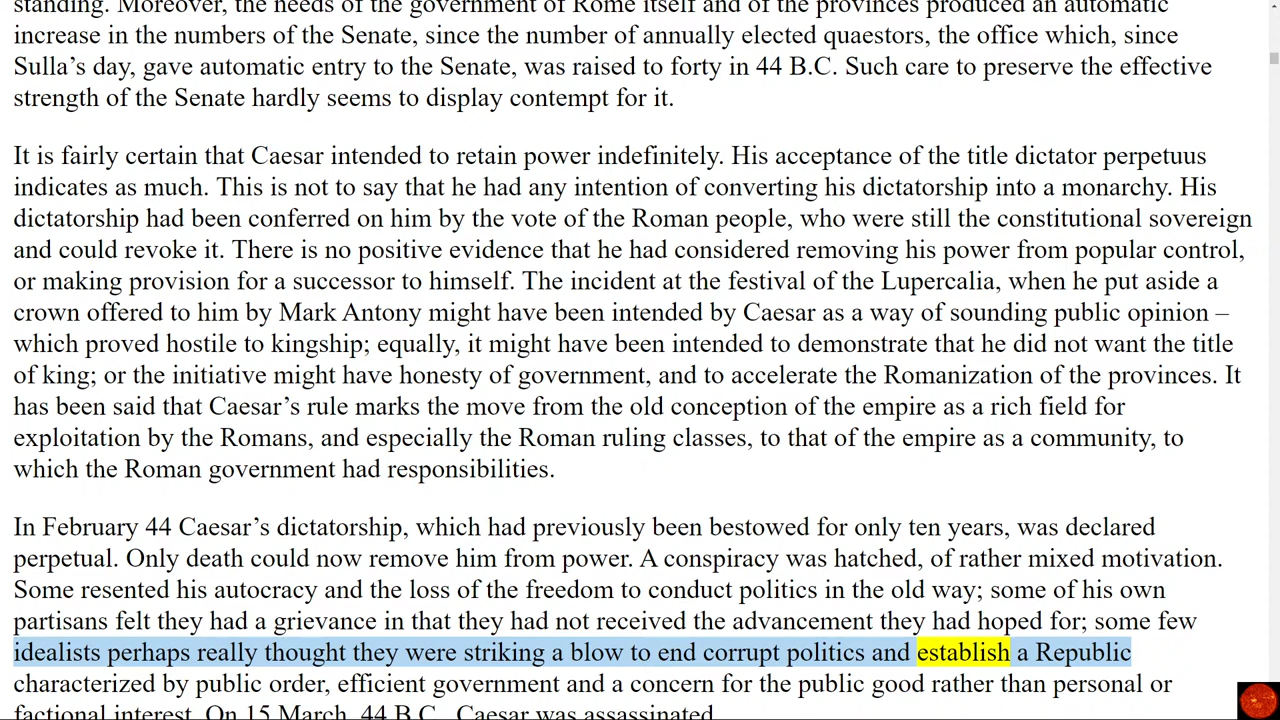 standing. Moreover, the needs of the government of Rome itself and of the provinces produced an automatic
increase in the numbers of the Senate, since the number of annually elected quaestors, the office which, since
Sulla’s day, gave automatic entry to the Senate, was raised to forty in 44 B.C. Such care to preserve the effective
strength of the Senate hardly seems to display contempt for it.
It is fairly certain that Caesar intended to retain power indefinitely. His acceptance of the title dictator perpetuus
indicates as much. This is not to say that he had any intention of converting his dictatorship into a monarchy. His
dictatorship had been conferred on him by the vote of the Roman people, who were still the constitutional sovereign
and could revoke it. There is no positive evidence that he had considered removing his power from popular control,
or making provision for a successor to himself. The incident at the festival of the Lupercalia, when he put aside a
crown offered to him by Mark Antony might have been intended by Caesar as a way of sounding public opinion –
which proved hostile to kingship; equally, it might have been intended to demonstrate that he did not want the title
of king; or the initiative might have honesty of government, and to accelerate the Romanization of the provinces. It
has been said that Caesar’s rule marks the move from the old conception of the empire as a rich field for
exploitation by the Romans, and especially the Roman ruling classes, to that of the empire as a community, to
which the Roman government had responsibilities.
In February 44 Caesar’s dictatorship, which had previously been bestowed for only ten years, was declared
perpetual. Only death could now remove him from power. A conspiracy was hatched, of rather mixed motivation.
Some resented his autocracy and the loss of the freedom to conduct politics in the old way; some of his own
partisans felt they had a grievance in that they had not received the advancement they had hoped for; some few
idealists perhaps really thought they were striking a blow to end corrupt politics and establish a Republic
characterized by public order, efficient government and a concern for the public good rather than personal or
factional interest. On 15 March, 44 B.C., Caesar was assassinated.